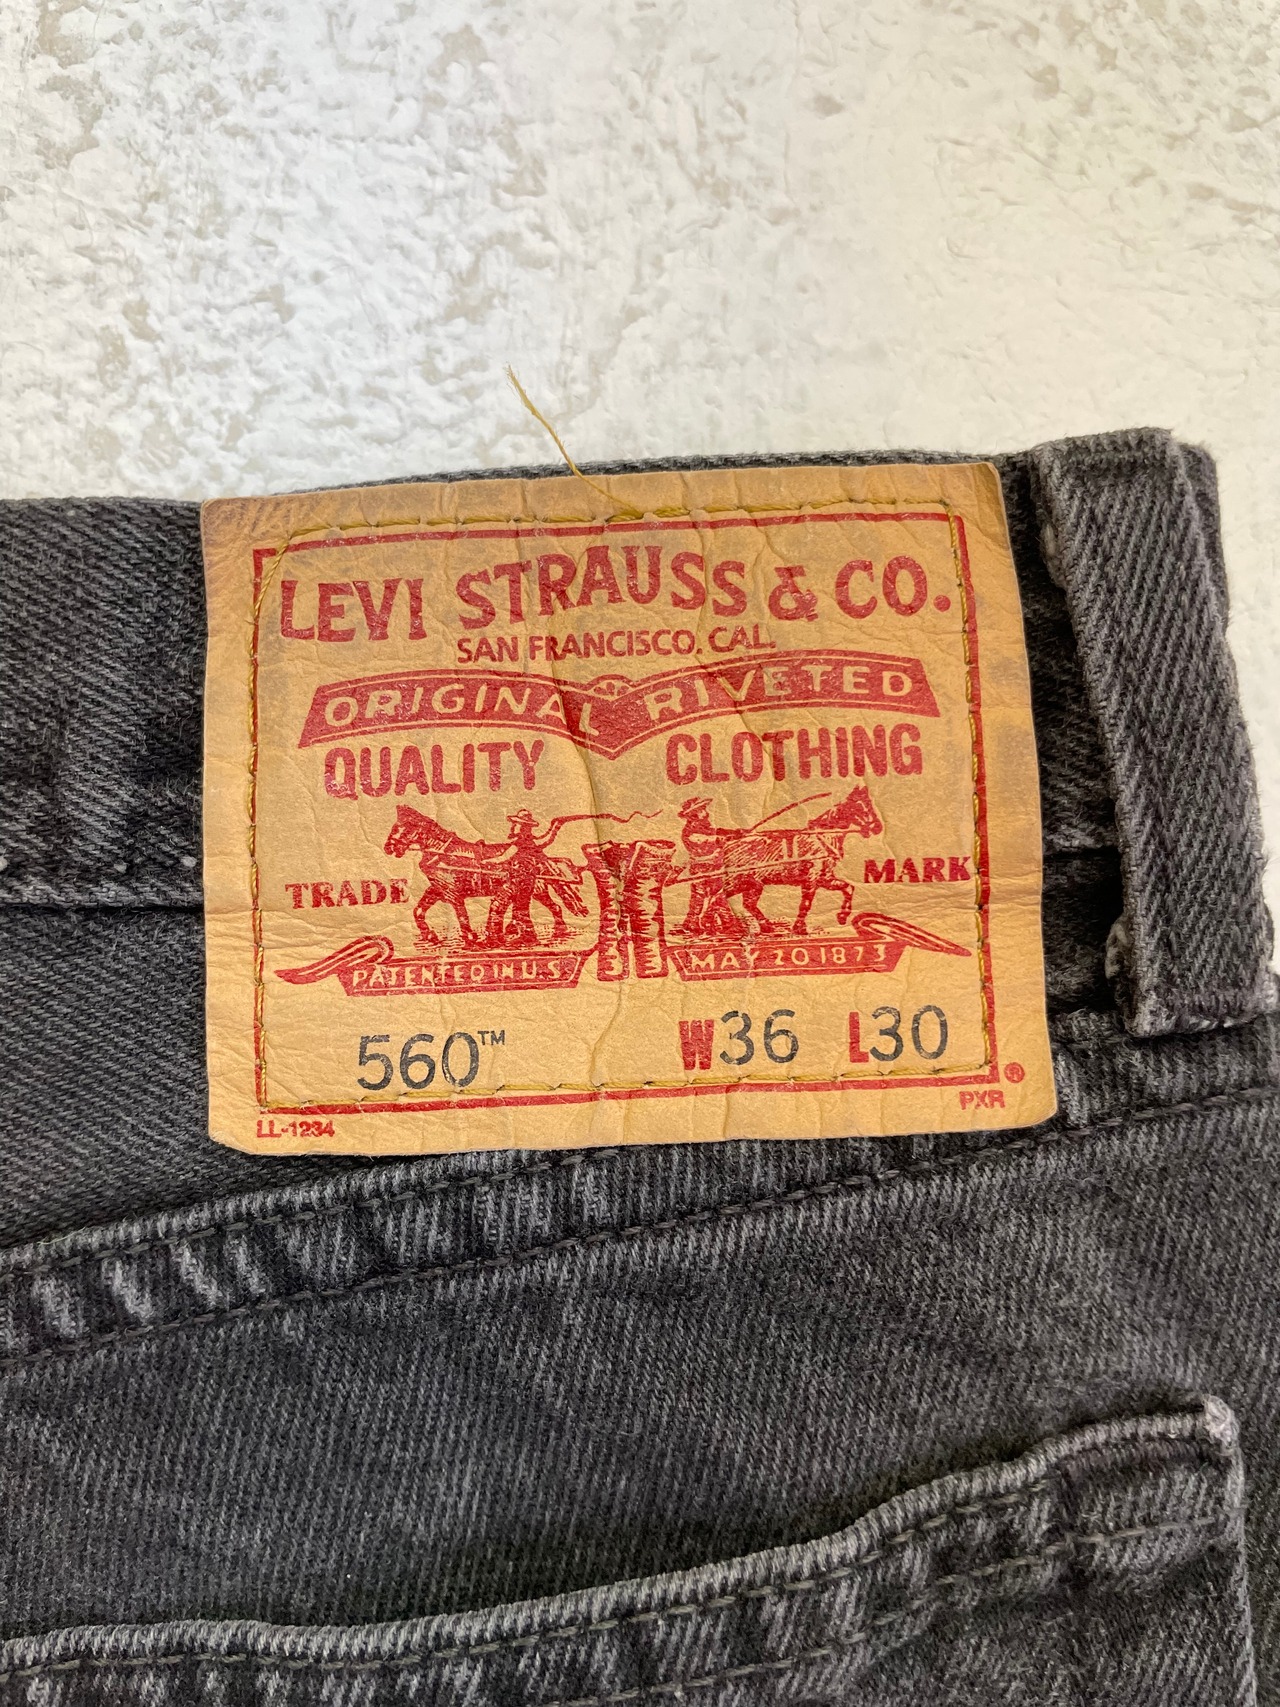 LEVI STRAUSS & CO.
SAN FRANCISCO, CAL.
ORIGINAL RIVETED
QUALITY CLOTHING
TRADE MARK
PATENTED IN U.S. MAY 20 1873
560™ W36 L30
®
LL-1234 PXR